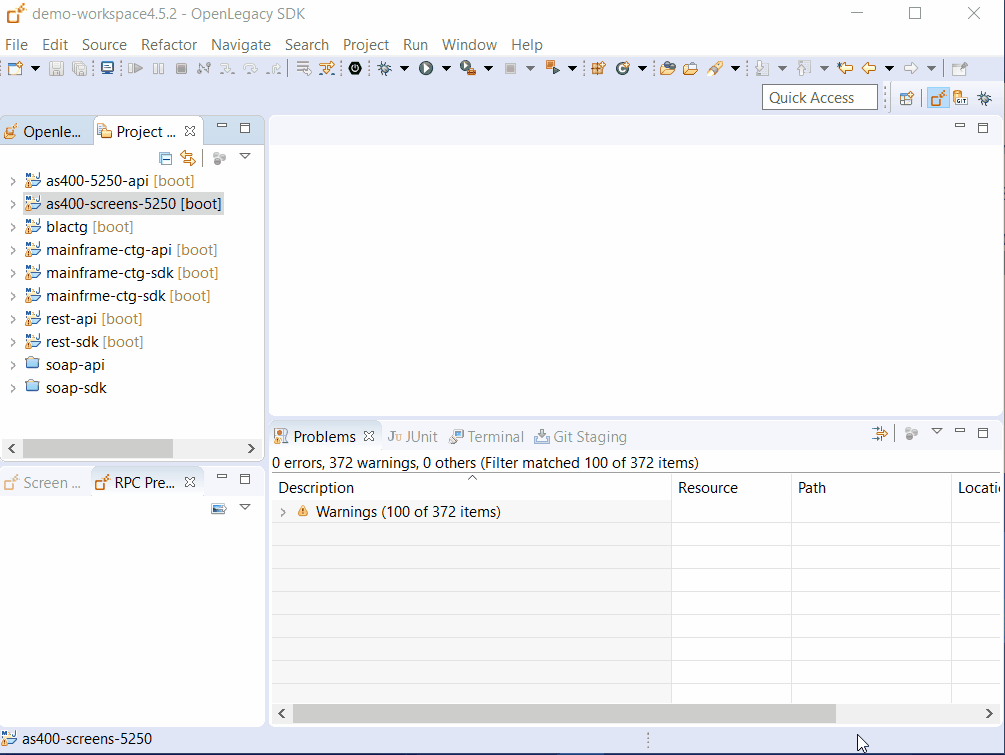 demo-workspace4.5.2 - OpenLegacy SDK
File Edit Source Refactor Navigate Search Project Run Window Help
Quick Access
Openle... Project ...
as400-5250-api [boot]
as400-screens-5250 [boot]
blactg [boot]
mainframe-ctg-api [boot]
mainframe-ctg-sdk [boot]
mainfrme-ctg-sdk [boot]
rest-api [boot]
rest-sdk [boot]
soap-api
soap-sdk
Problems JUnit Terminal Git Staging
0 errors, 372 warnings, 0 others (Filter matched 100 of 372 items)
Screen ... RPC Pre...
Description Resource Path Locati
Warnings (100 of 372 items)
as400-screens-5250